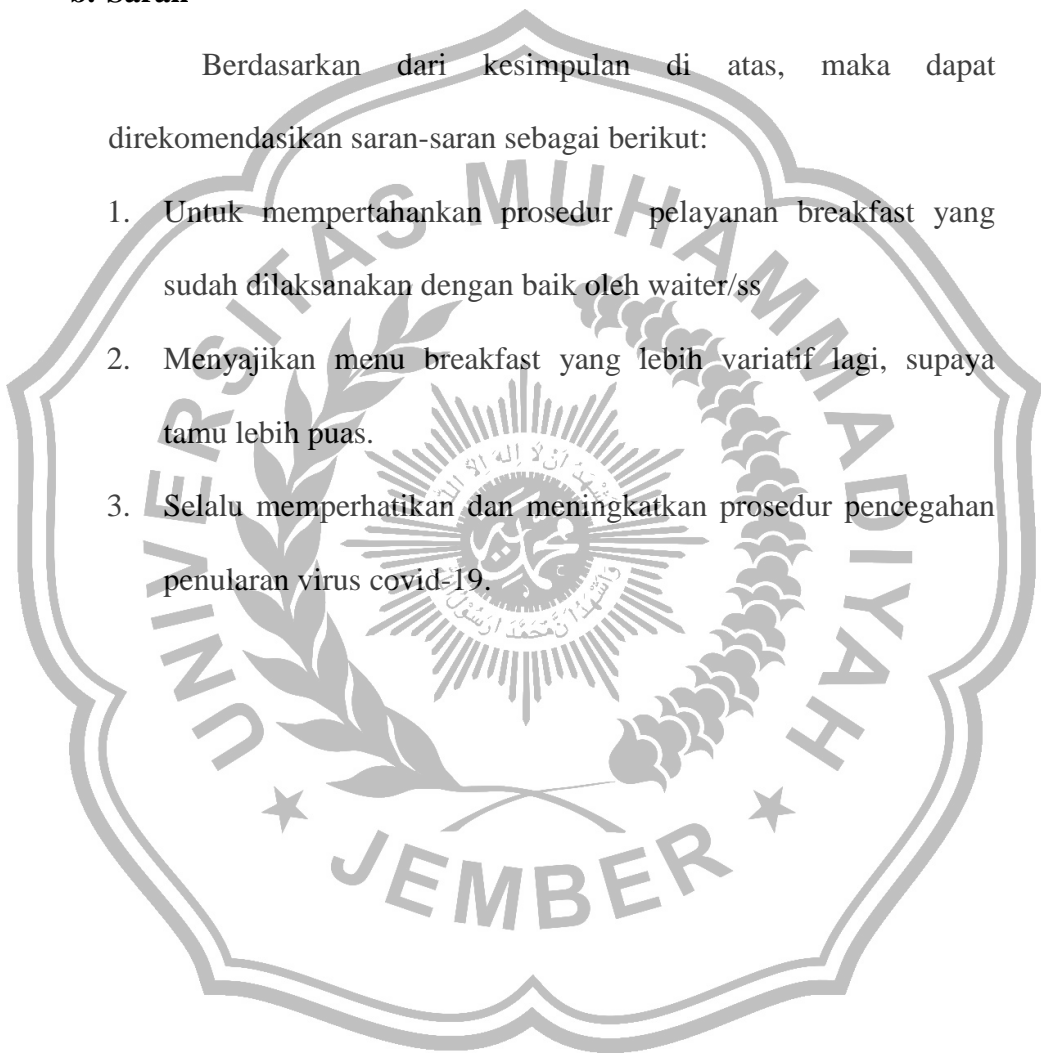 Berdasarkan dari kesimpulan di atas, maka dapat
direkomendasikan saran-saran sebagai berikut:
1. Untuk mempertahankan prosedur pelayanan breakfast yang
sudah dilaksanakan dengan baik oleh waiter/ss
2. Menyajikan menu breakfast yang lebih variatif lagi, supaya
tamu lebih puas.
3. Selalu memperhatikan dan meningkatkan prosedur pencegahan
penularan virus covid-19.
UNIVERSITAS MUHAMMADIYAH
JEMBER